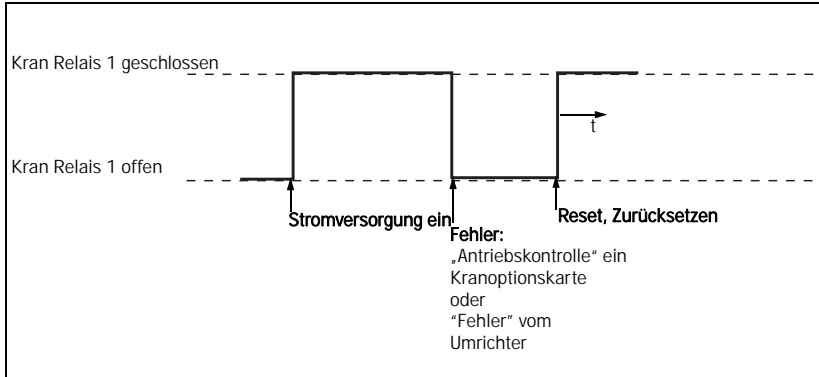 Kran Relais 1 geschlossen
t
Kran Relais 1 offen
Stromversorgung ein
Reset, Zurücksetzen
Fehler:
„Antriebskontrolle“ ein
Kranoptionskarte
oder
“Fehler” vom
Umrichter